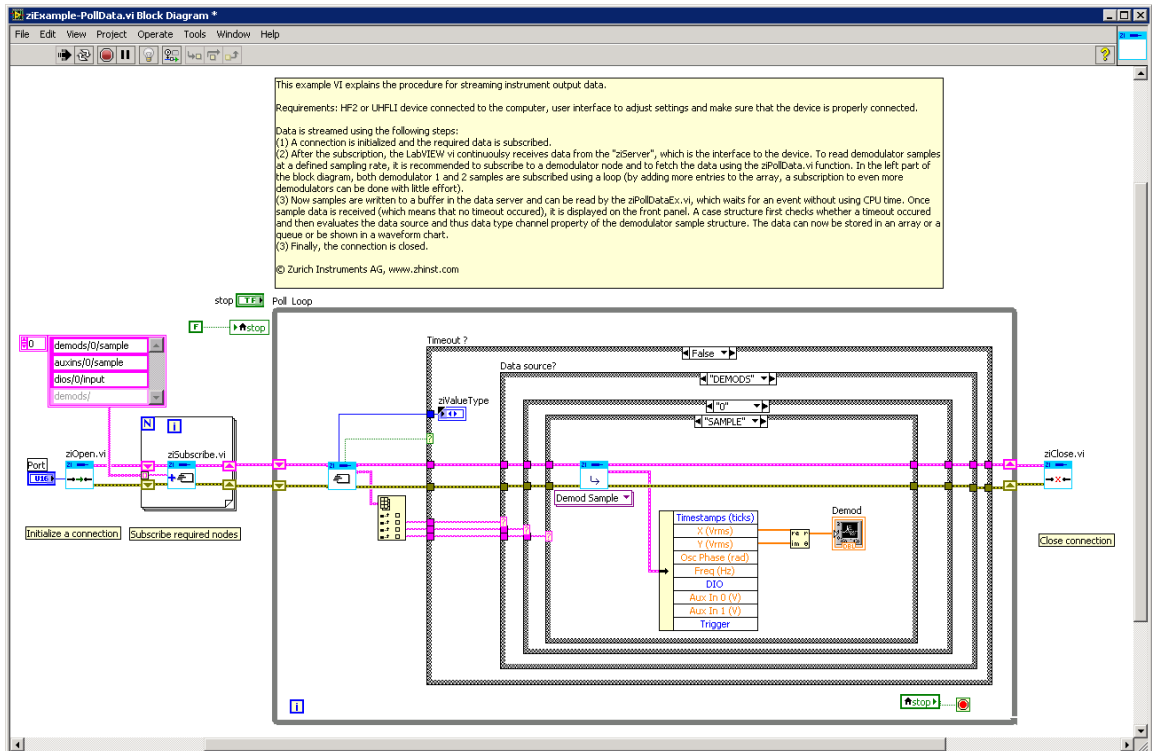 ziExample-PollData.vi Block Diagram *
File Edit View Project Operate Tools Window Help
This example VI explains the procedure for streaming instrument output data.
Requirements: HF2 or UHFLI device connected to the computer, user interface to adjust settings and make sure that the device is properly connected.
Data is streamed using the following steps:
(1) A connection is initialized and the required data is subscribed.
(2) After the subscription, the LabVIEW vi continuoulsy receives data from the "ziServer", which is the interface to the device. To read demodulator samples
at a defined sampling rate, it is recommended to subscribe to a demodulator node and to fetch the data using the ziPollData.vi function. In the left part of
the block diagram, both demodulator 1 and 2 samples are subscribed using a loop (by adding more entries to the array, a subscription to even more
demodulators can be done with little effort).
(3) Now samples are written to a buffer in the data server and can be read by the ziPollDataEx.vi, which waits for an event without using CPU time. Once
sample data is received (which means that no timeout occured), it is displayed on the front panel. A case structure first checks whether a timeout occured
and then evaluates the data source and thus data type channel property of the demodulator sample structure. The data can now be stored in an array or a
queue or be shown in a waveform chart.
(3) Finally, the connection is closed.
© Zurich Instruments AG, www.zhinst.com
stop TF Poll Loop
F stop
0 demods/0/sample
auxins/0/sample
dios/0/input
demods/
Timeout ?
False
Data source?
"DEMODS"
"0"
"SAMPLE"
ziValueType
N i
Port
U16
ziOpen.vi
ziSubscribe.vi
ziClose.vi
Initialize a connection
Subscribe required nodes
Close connection
Demod Sample
Timestamps (ticks)
X (Vrms)
Y (Vrms)
Osc Phase (rad)
Freq (Hz)
DIO
Aux In 0 (V)
Aux In 1 (V)
Trigger
re r
im θ
Demod
DBL
i
stop